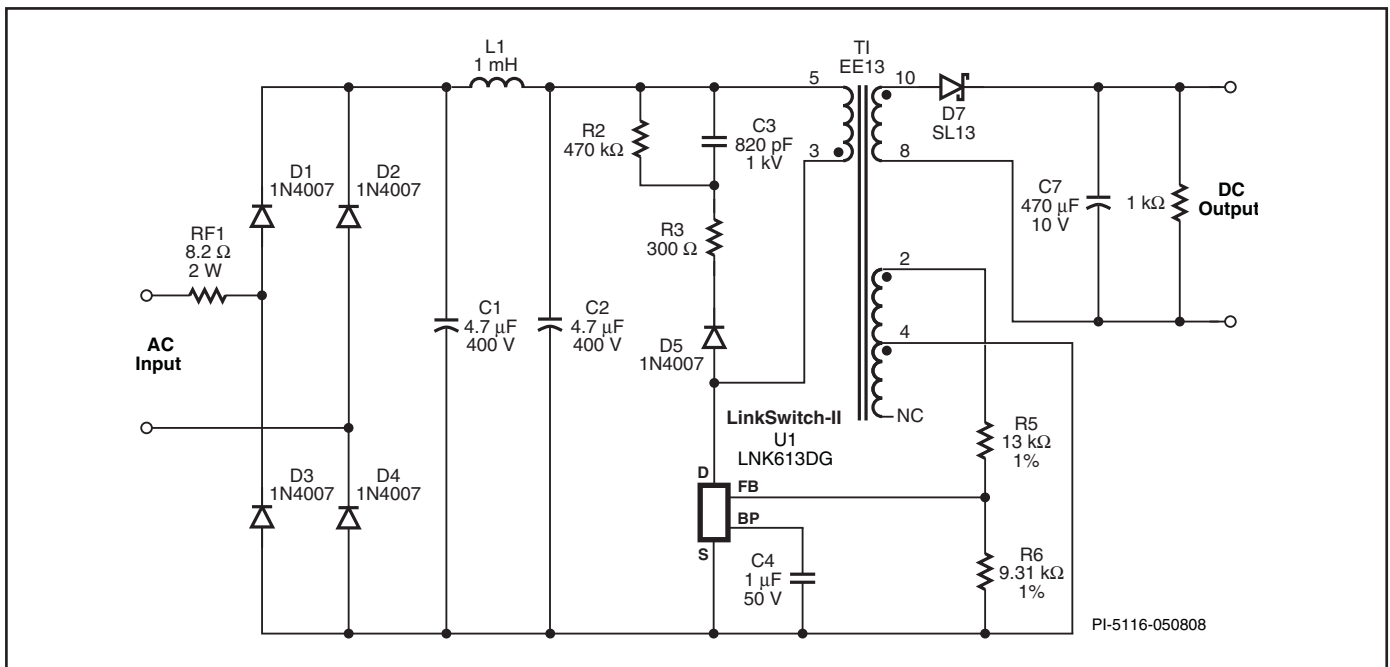 L1
1 mH
TI
EE13
5
10
D7
SL13
3
8
R2
470 kΩ
C3
820 pF
1 kV
D1
1N4007
D2
1N4007
R3
300 Ω
C7
470 μF
10 V
1 kΩ
DC
Output
RF1
8.2 Ω
2 W
AC
Input
C1
4.7 μF
400 V
C2
4.7 μF
400 V
D5
1N4007
2
4
NC
LinkSwitch-II
U1
LNK613DG
R5
13 kΩ
1%
D3
1N4007
D4
1N4007
D
FB
BP
S
C4
1 μF
50 V
R6
9.31 kΩ
1%
PI-5116-050808